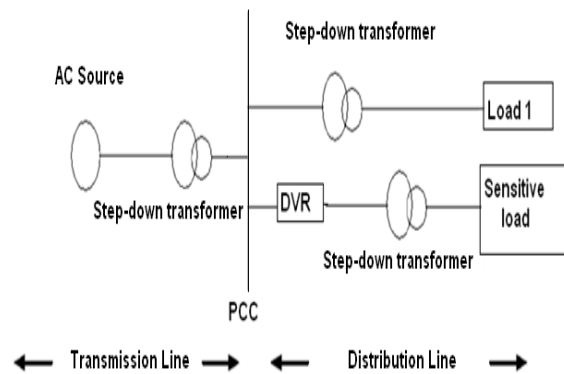 Step-down transformer
AC Source
Load 1
Step-down transformer
DVR
Sensitive
load
Step-down transformer
PCC
Transmission Line
Distribution Line